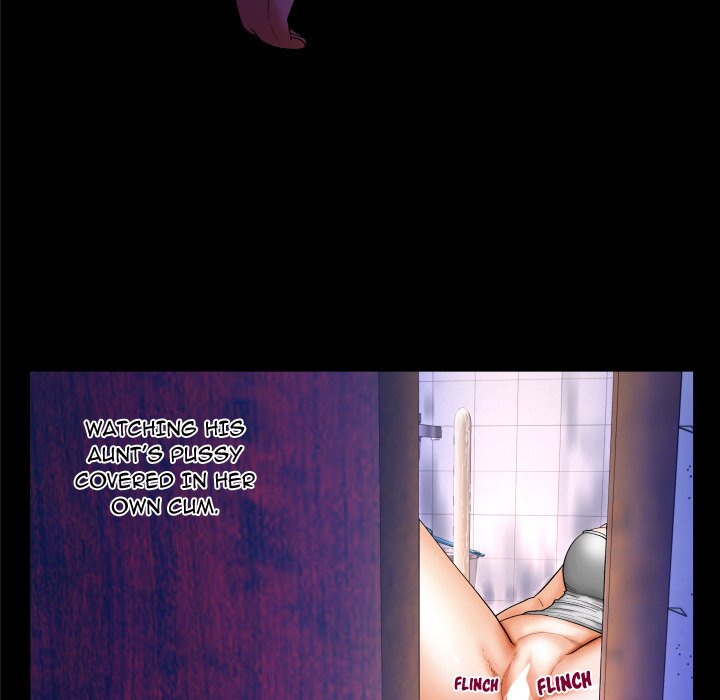 WATCHING HIS
AUNT'S PUSSY
COVERED IN HER
OWN CUM.
FLINCH
FLINCH